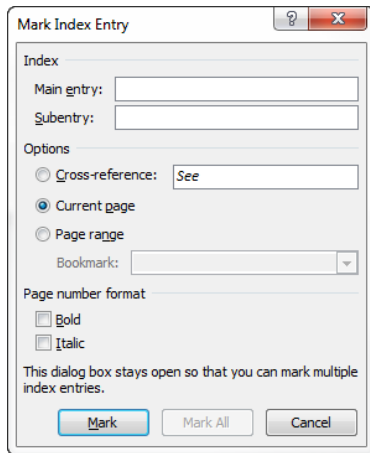 Mark Index Entry
?
Index
Main entry:
Subentry:
Options
Cross-reference: See
Current page
Page range
Bookmark:
Page number format
Bold
Italic
This dialog box stays open so that you can mark multiple
index entries.
Mark Mark All Cancel